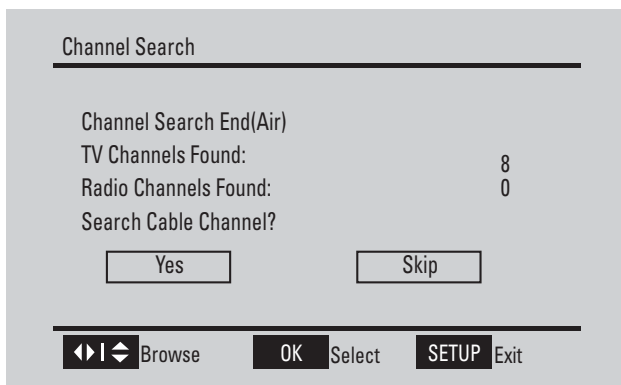 Channel Search
Channel Search End(Air)
TV Channels Found: 8
Radio Channels Found: 0
Search Cable Channel?
Yes Skip
Browse OK Select SETUP Exit